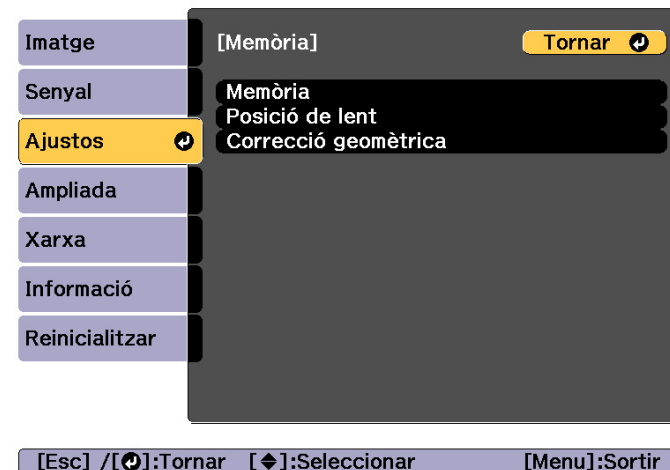 Imatge
Senyal
Ajustos
Ampliada
Xarxa
Informació
Reinicialitzar
[Memòria]
Tornar
Memòria
Posició de lent
Correcció geomètrica
[Esc] /[]:Tornar []:Seleccionar [Menu]:Sortir